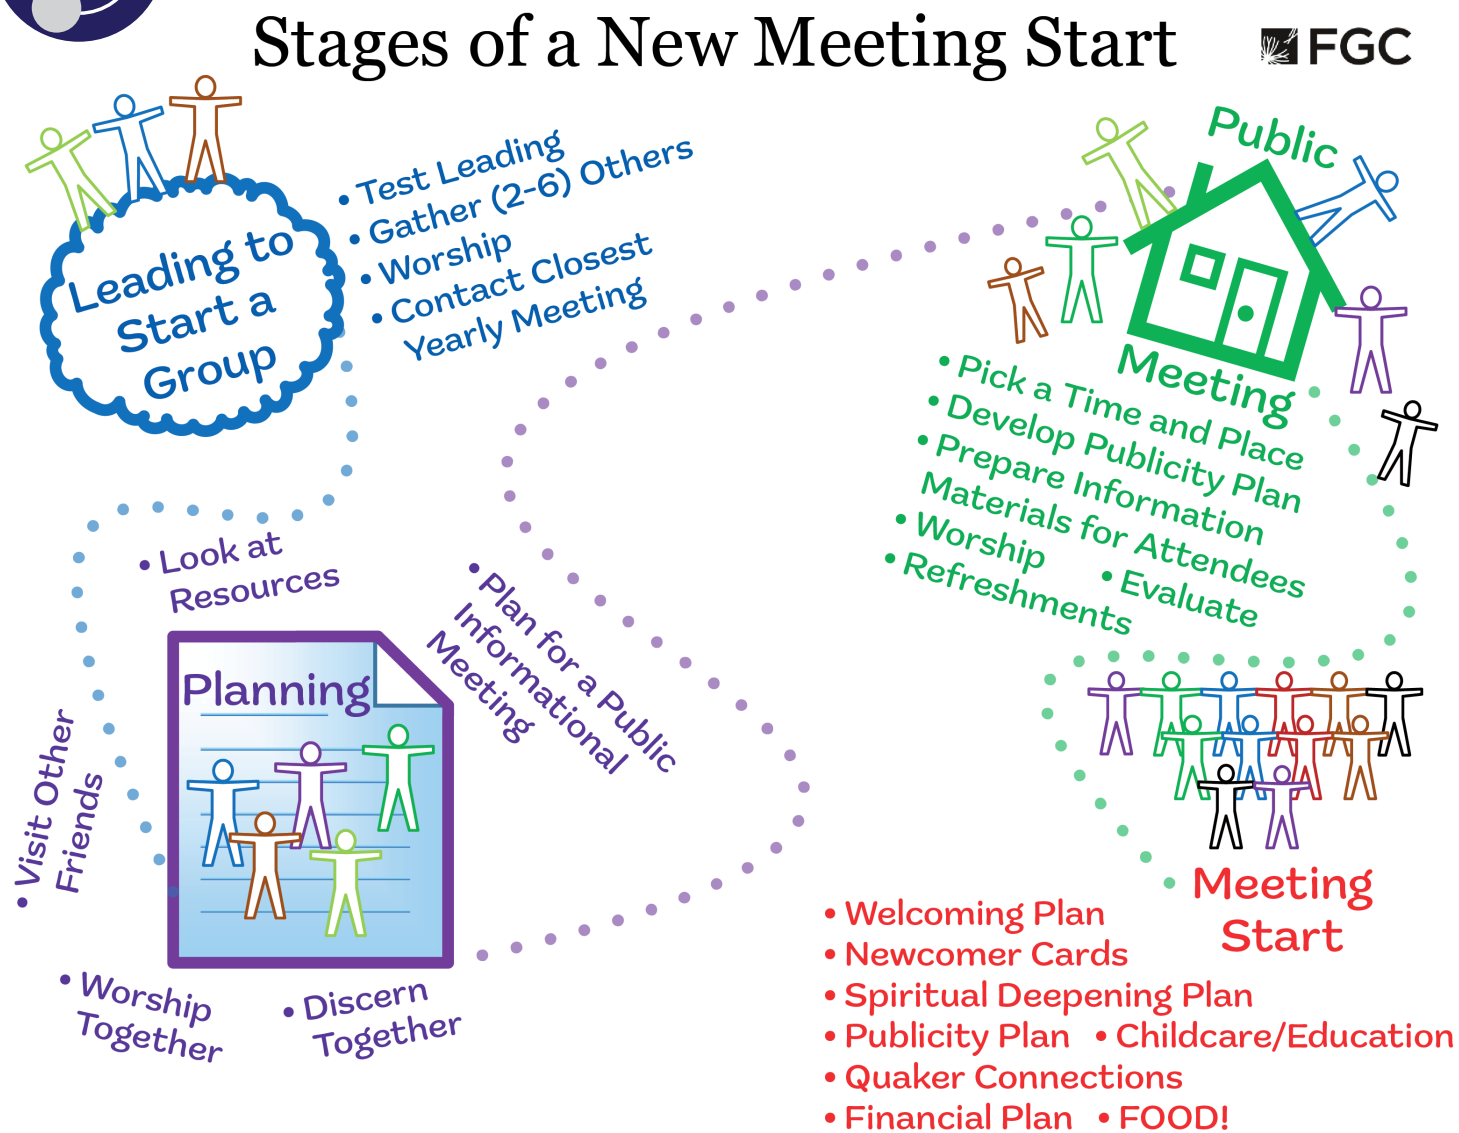 Stages of a New Meeting Start
FGC
Leading to
Start a
Group
• Test Leading
• Gather (2-6) Others
• Worship
• Contact Closest
Yearly Meeting
• Look at
Resources
Planning
• Visit Other
Friends
• Worship
Together
• Discern
Together
• Plan for a Public
Informational
Meeting
Public
Meeting
• Pick a Time and Place
• Develop Publicity Plan
• Prepare Information
Materials for Attendees
• Worship
• Evaluate
• Refreshments
Meeting
Start
• Welcoming Plan
• Newcomer Cards
• Spiritual Deepening Plan
• Publicity Plan • Childcare/Education
• Quaker Connections
• Financial Plan • FOOD!